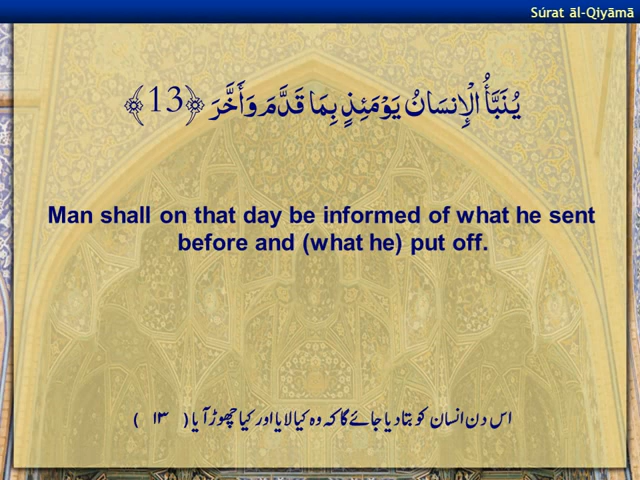 Súrat āl-Qiyāmā
يُنَبَّأُ الْإِنسَانُ يَوْمَئِذٍ بِمَا قَدَّمَ وَأَخَّرَ ﴿13﴾
Man shall on that day be informed of what he sent
before and (what he) put off.
اس دن انسان کو بتا دیا جائے گا کہ وہ کیا لایا اور کیا چھوڑ آیا ( ۱۳ )